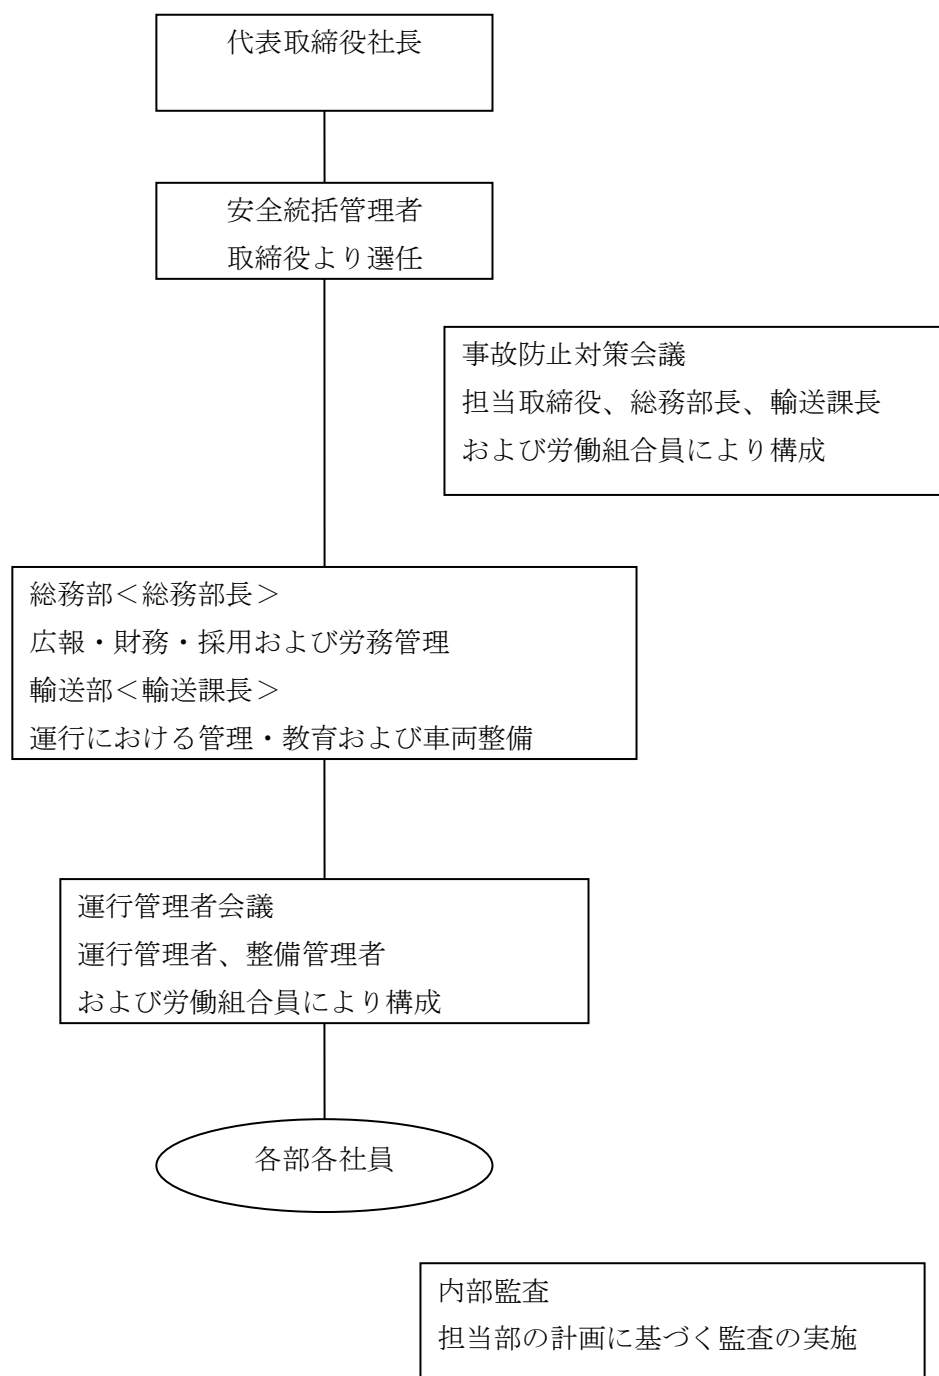 代表取締役社長
安全統括管理者
取締役より選任
事故防止対策会議
担当取締役、総務部長、輸送課長
および労働組合員により構成
総務部＜総務部長＞
広報・財務・採用および労務管理
輸送部＜輸送課長＞
運行における管理・教育および車両整備
運行管理者会議
運行管理者、整備管理者
および労働組合員により構成
各部各社員
内部監査
担当部の計画に基づく監査の実施